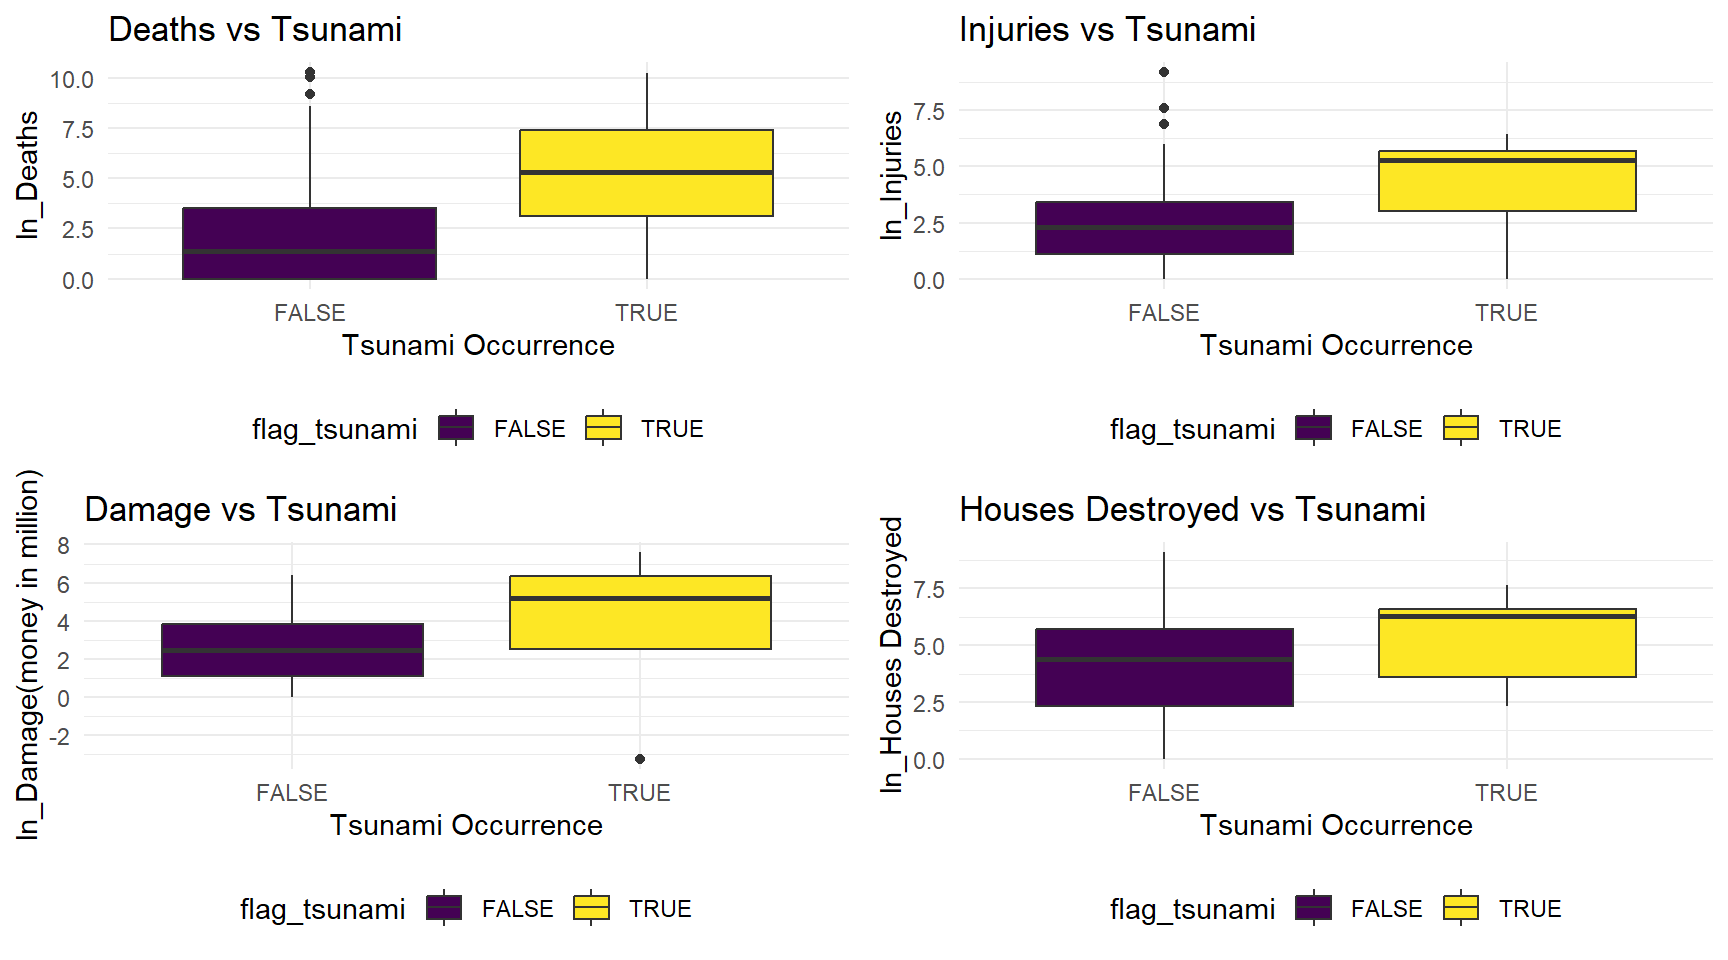 Deaths vs Tsunami
ln_Deaths
10.0
7.5
5.0
2.5
0.0
FALSE TRUE
Tsunami Occurrence
flag_tsunami FALSE TRUE
Injuries vs Tsunami
ln_Injuries
7.5
5.0
2.5
0.0
FALSE TRUE
Tsunami Occurrence
flag_tsunami FALSE TRUE
Damage vs Tsunami
ln_Damage(money in million)
8
6
4
2
0
-2
FALSE TRUE
Tsunami Occurrence
flag_tsunami FALSE TRUE
Houses Destroyed vs Tsunami
ln_Houses Destroyed
7.5
5.0
2.5
0.0
FALSE TRUE
Tsunami Occurrence
flag_tsunami FALSE TRUE